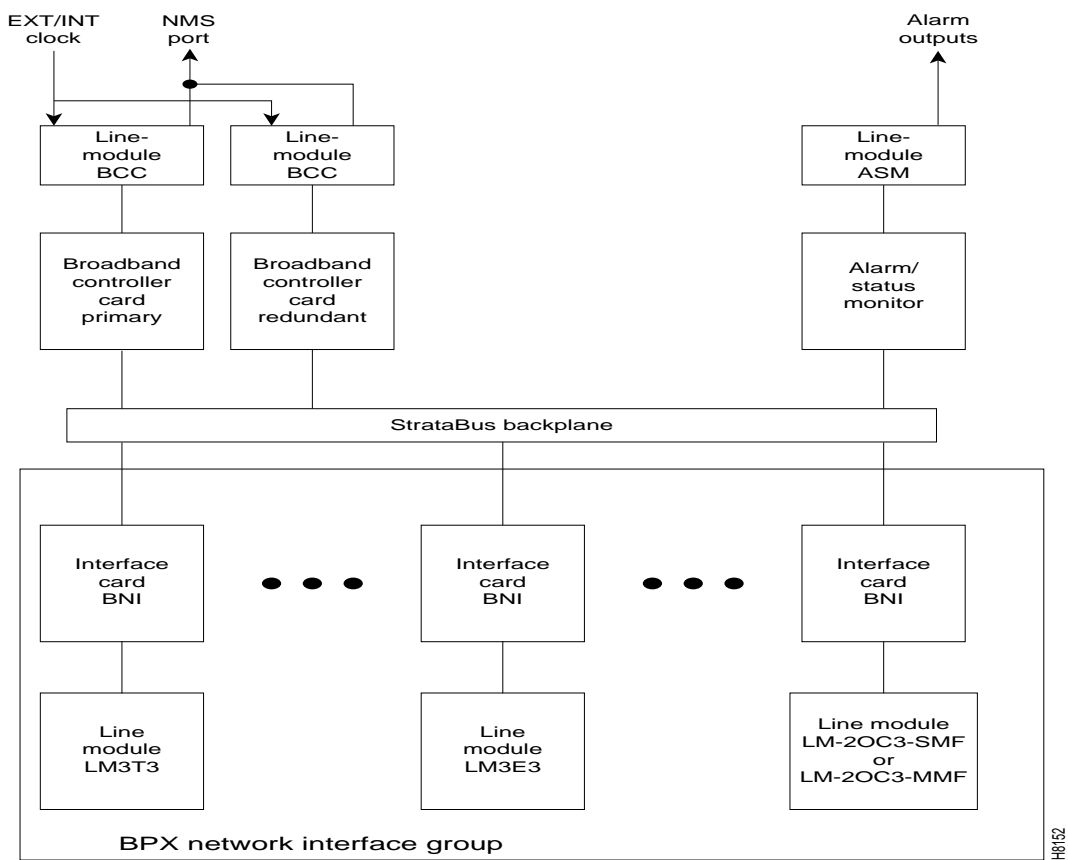 EXT/INT
clock
NMS
port
Alarm
outputs
Line-
module
BCC
Line-
module
BCC
Line-
module
ASM
Broadband
controller
card
primary
Broadband
controller
card
redundant
Alarm/
status
monitor
StrataBus backplane
Interface
card
BNI
Interface
card
BNI
Interface
card
BNI
Line
module
LM3T3
Line
module
LM3E3
Line module
LM-2OC3-SMF
or
LM-2OC3-MMF
BPX network interface group
H8152